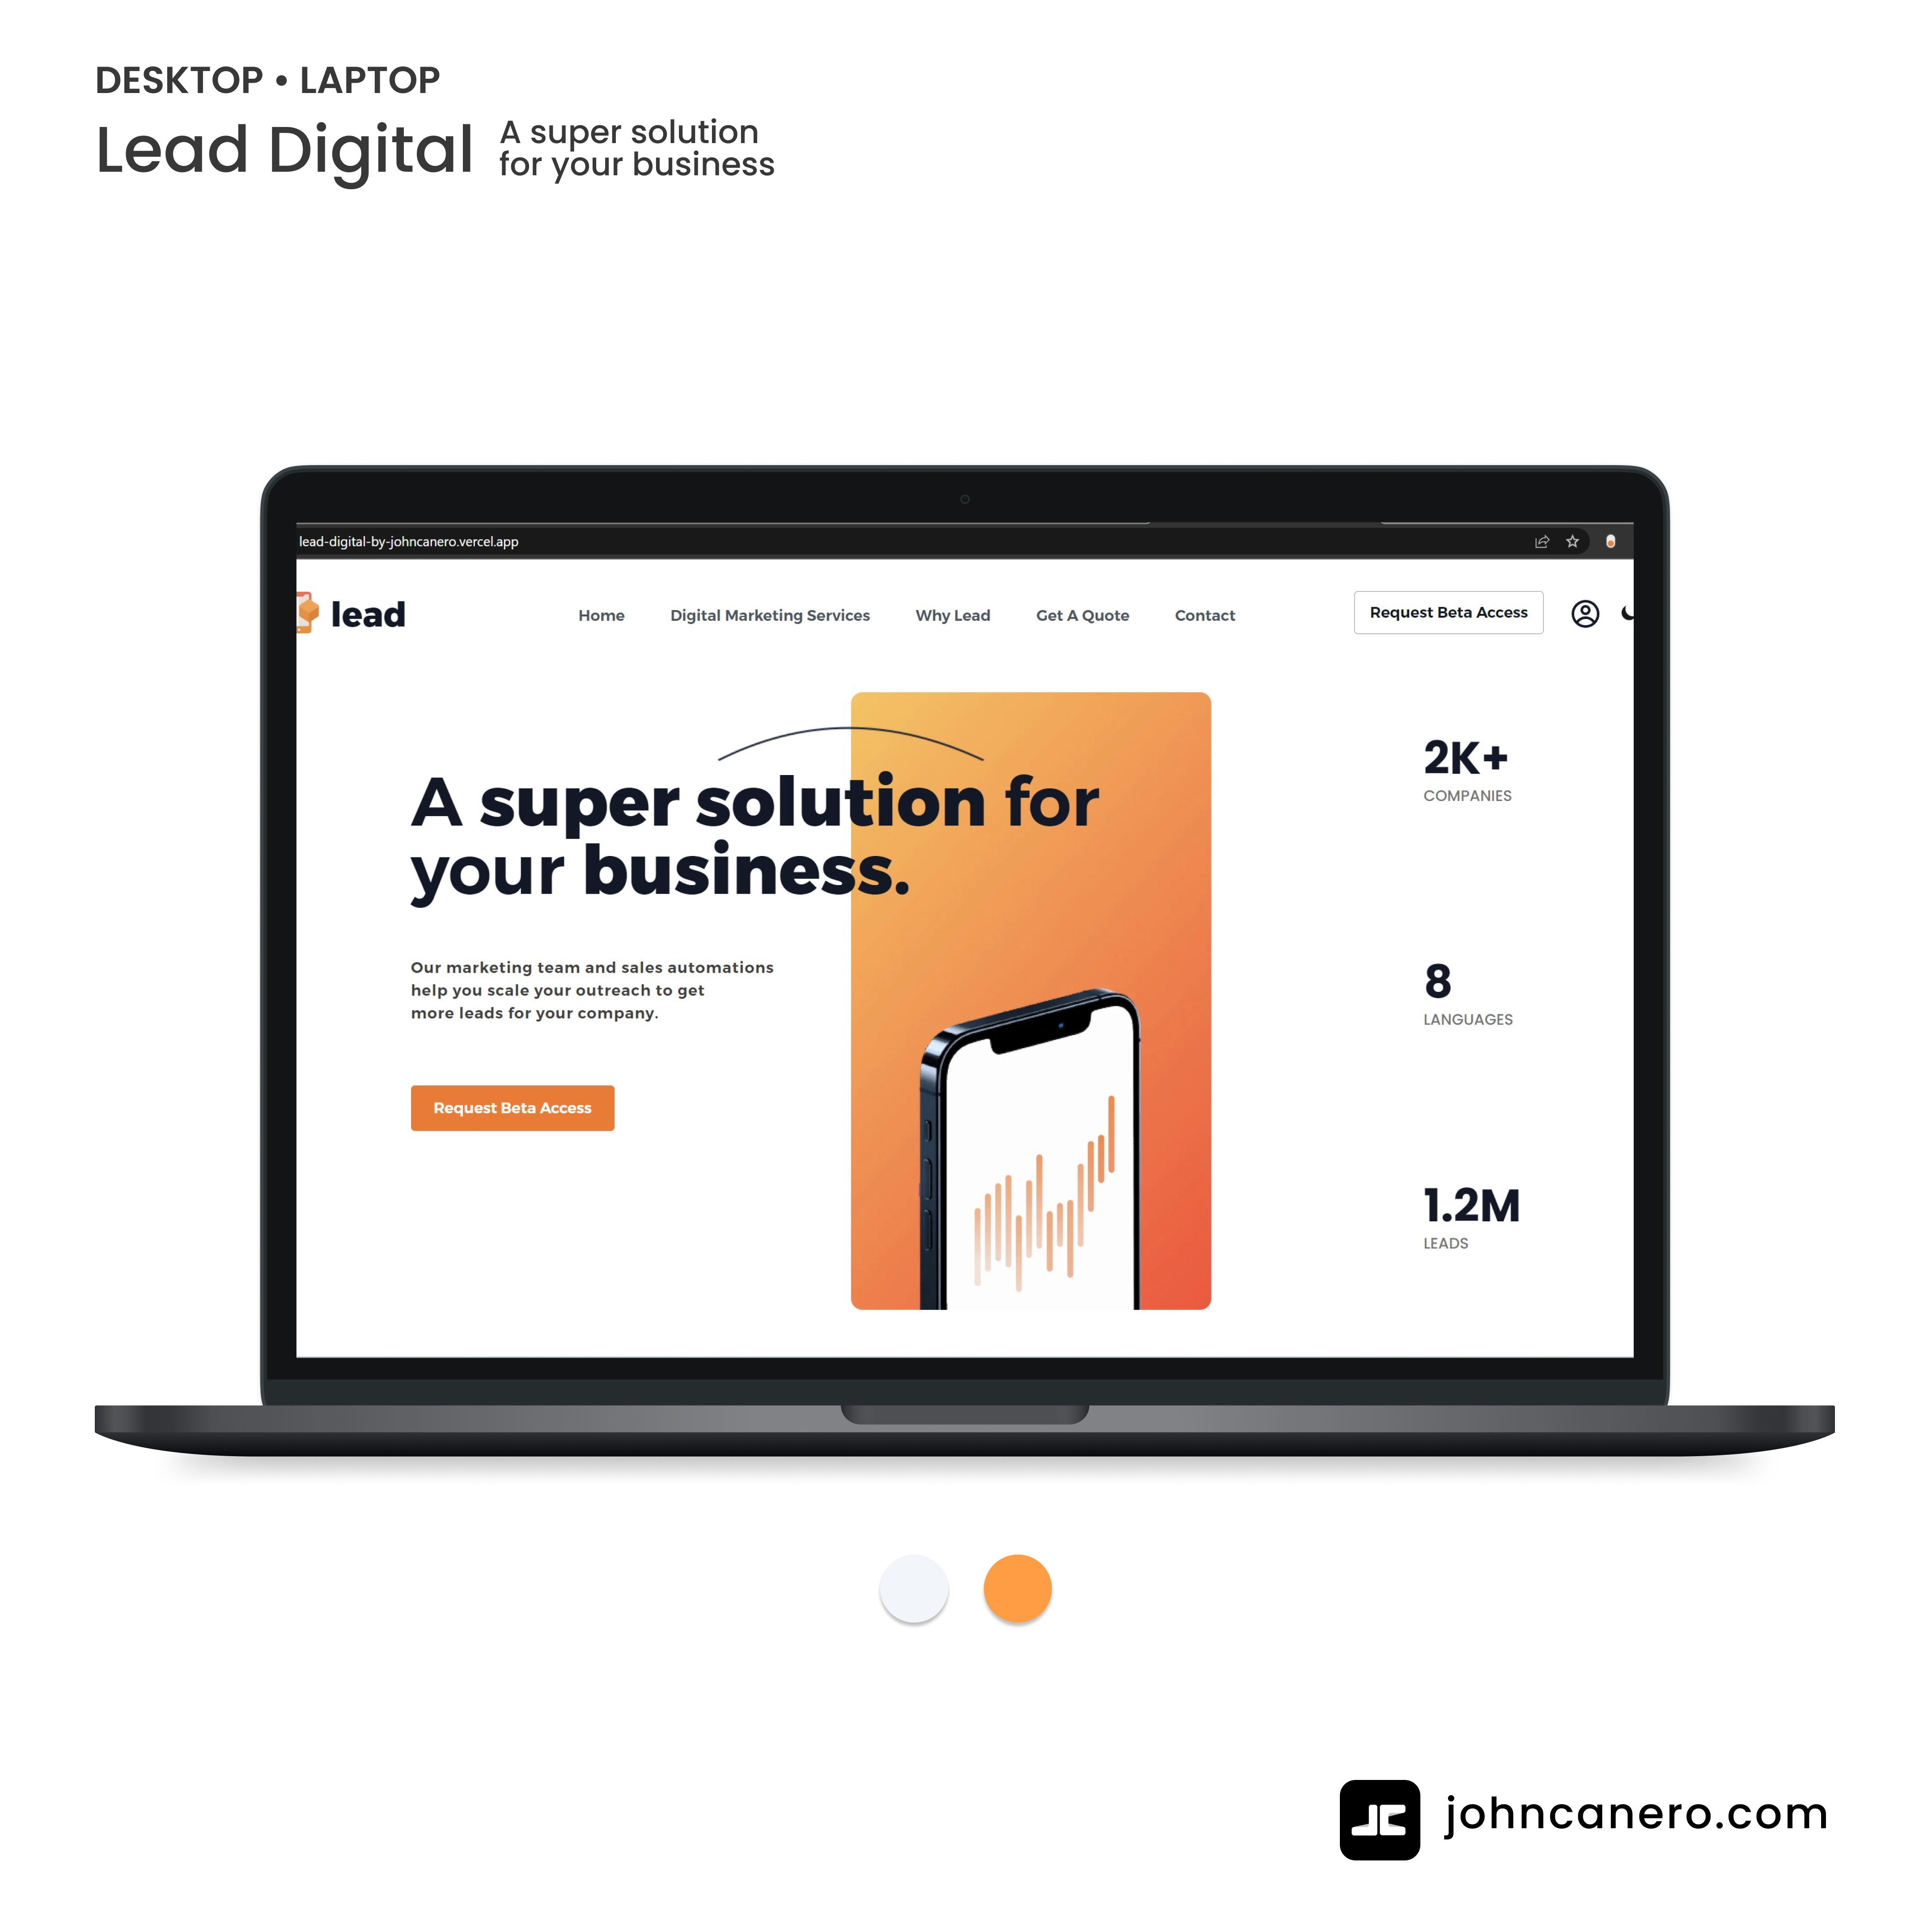 DESKTOP • LAPTOP
Lead Digital
A super solution
for your business
lead-digital-by-johncanero.vercel.app
lead
Home
Digital Marketing Services
Why Lead
Get A Quote
Contact
Request Beta Access
A super solution for
your business.
Our marketing team and sales automations
help you scale your outreach to get
more leads for your company.
Request Beta Access
2K+
COMPANIES
8
LANGUAGES
1.2M
LEADS
JC
johncanero.com